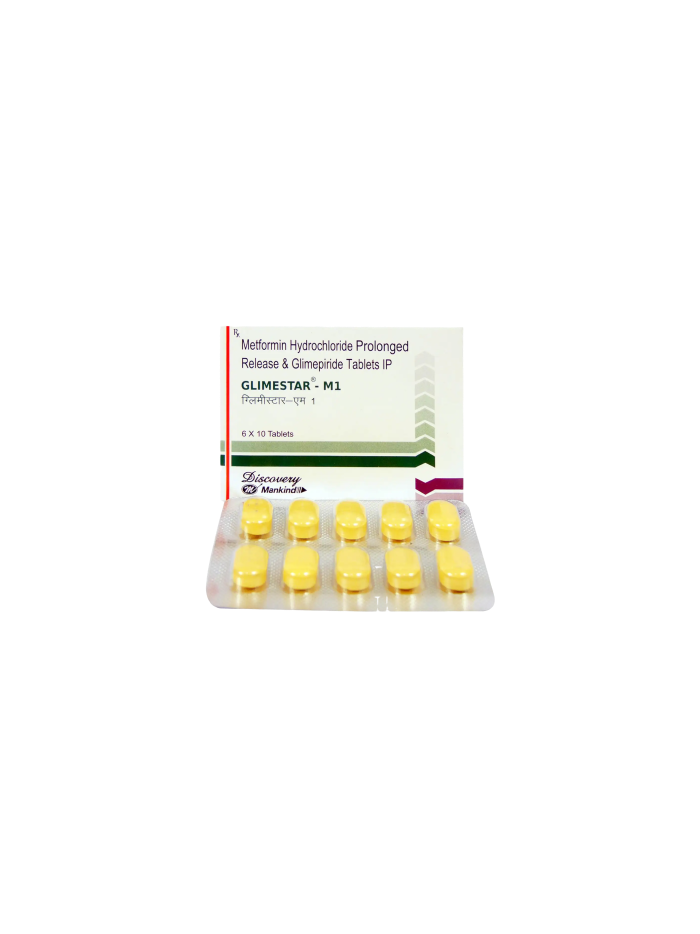 Rx
Metformin Hydrochloride Prolonged
Release & Glimepiride Tablets IP
GLIMESTAR® - M1
ग्लिमीस्टार–एम 1
6 X 10 Tablets
Discovery
Mankind